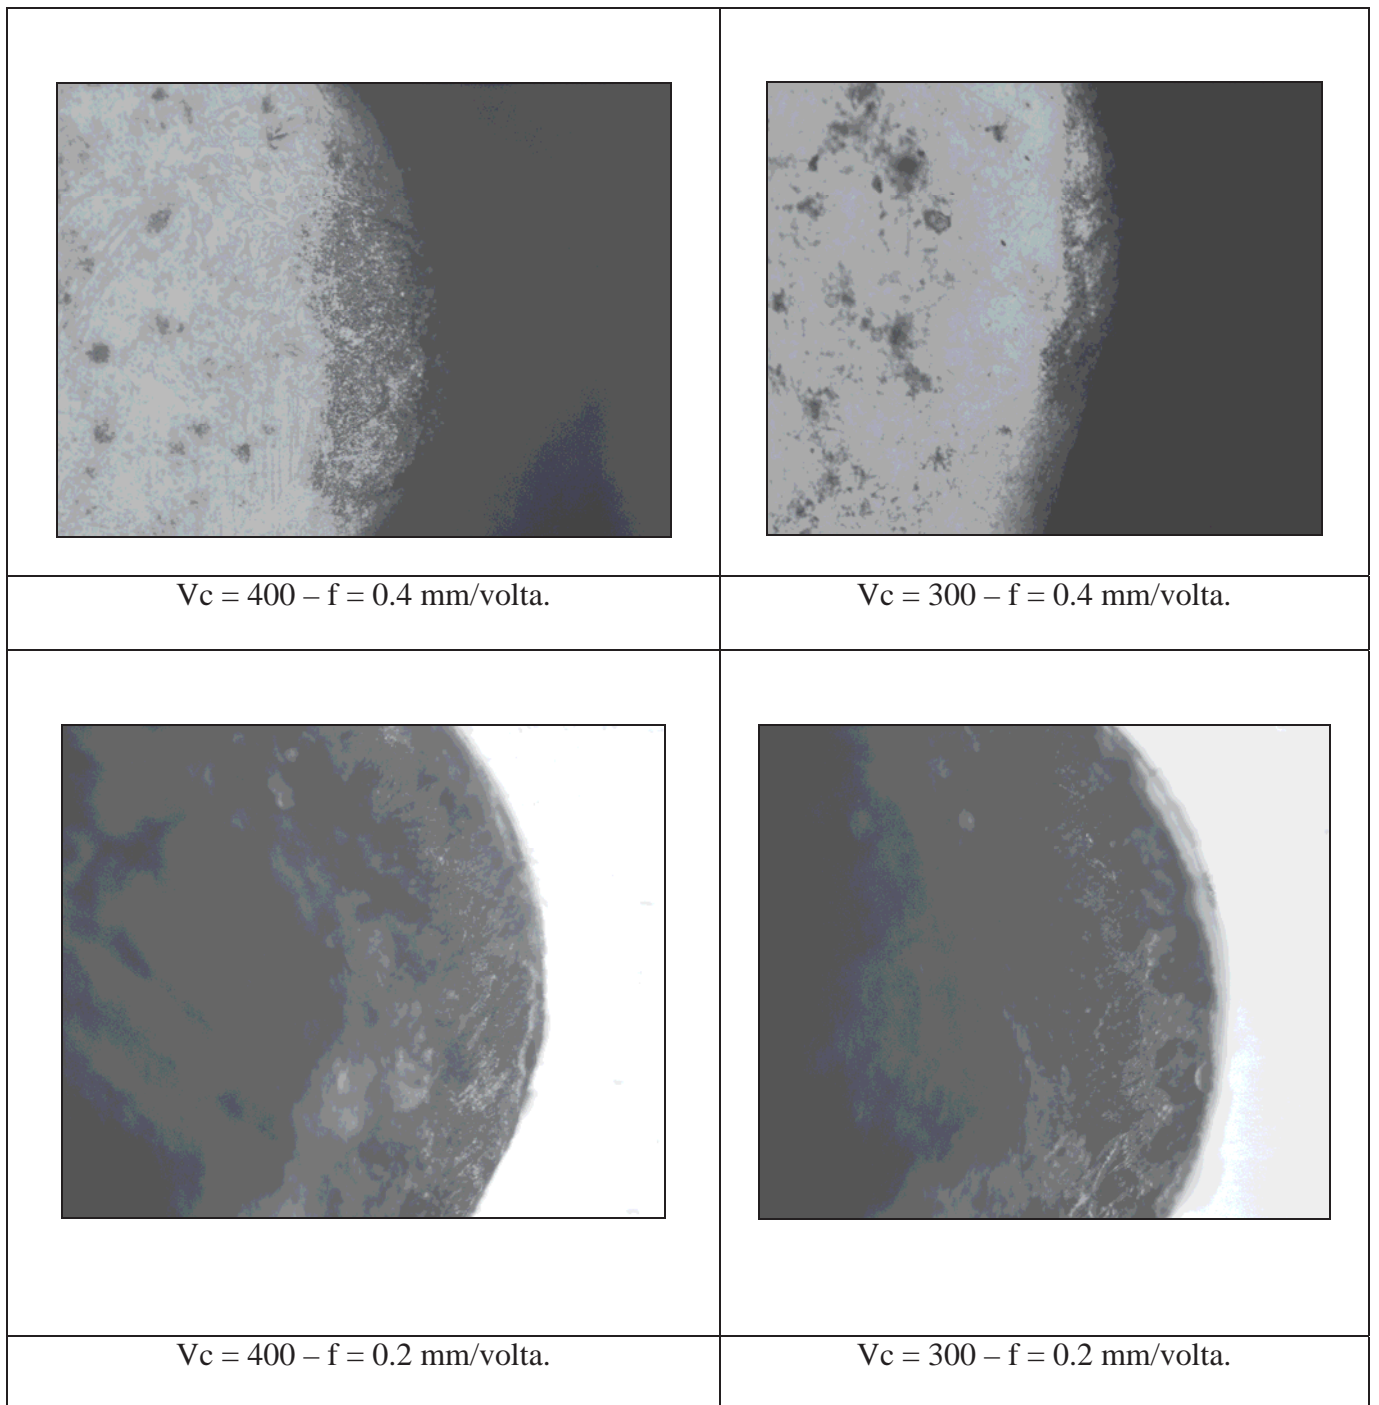 Vc = 400 – f = 0.4 mm/volta.
Vc = 300 – f = 0.4 mm/volta.
Vc = 400 – f = 0.2 mm/volta.
Vc = 300 – f = 0.2 mm/volta.